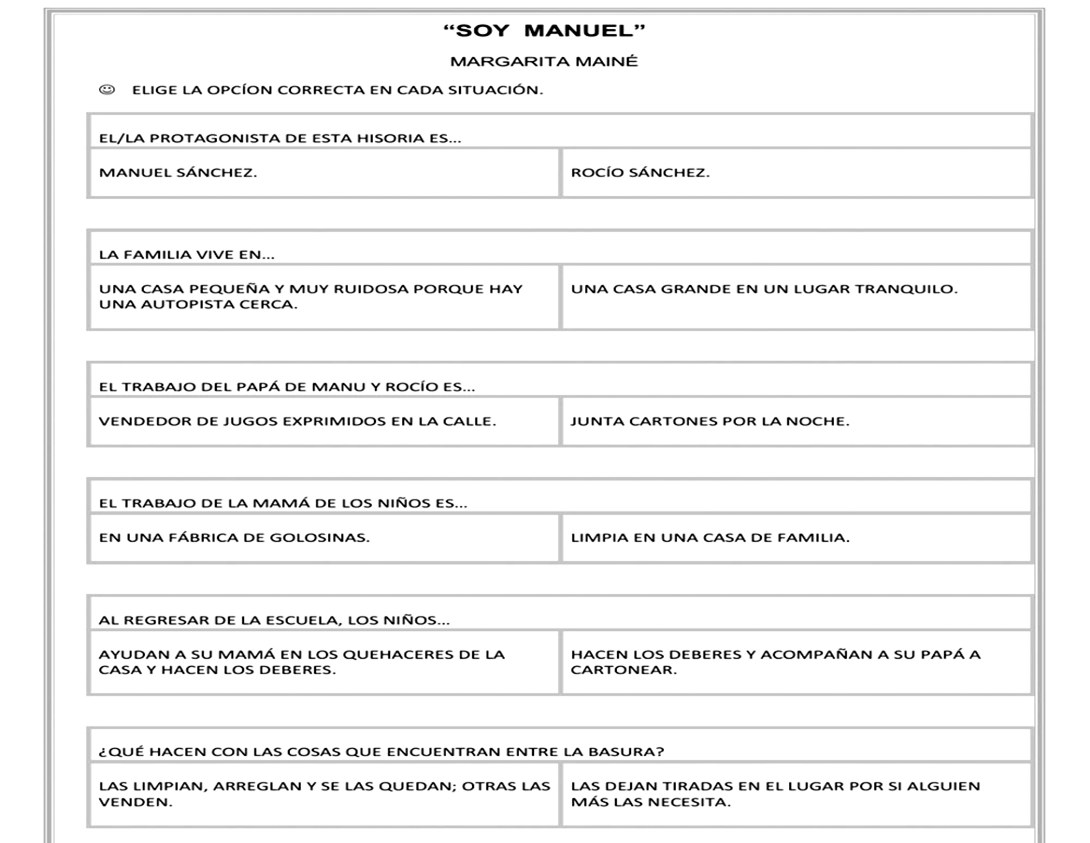 “SOY MANUEL”
MARGARITA MAINÉ
☺ ELIGE LA OPCÍON CORRECTA EN CADA SITUACIÓN.
EL/LA PROTAGONISTA DE ESTA HISORIA ES...
MANUEL SÁNCHEZ.
ROCÍO SÁNCHEZ.
LA FAMILIA VIVE EN...
UNA CASA PEQUEÑA Y MUY RUIDOSA PORQUE HAY
UNA AUTOPISTA CERCA.
UNA CASA GRANDE EN UN LUGAR TRANQUILO.
EL TRABAJO DEL PAPÁ DE MANU Y ROCÍO ES...
VENDEDOR DE JUGOS EXPRIMIDOS EN LA CALLE.
JUNTA CARTONES POR LA NOCHE.
EL TRABAJO DE LA MAMÁ DE LOS NIÑOS ES...
EN UNA FÁBRICA DE GOLOSINAS.
LIMPIA EN UNA CASA DE FAMILIA.
AL REGRESAR DE LA ESCUELA, LOS NIÑOS...
AYUDAN A SU MAMÁ EN LOS QUEHACERES DE LA
CASA Y HACEN LOS DEBERES.
HACEN LOS DEBERES Y ACOMPAÑAN A SU PAPÁ A
CARTONEAR.
¿QUÉ HACEN CON LAS COSAS QUE ENCUENTRAN ENTRE LA BASURA?
LAS LIMPIAN, ARREGLAN Y SE LAS QUEDAN; OTRAS LAS
VENDEN.
LAS DEJAN TIRADAS EN EL LUGAR POR SI ALGUIEN
MÁS LAS NECESITA.